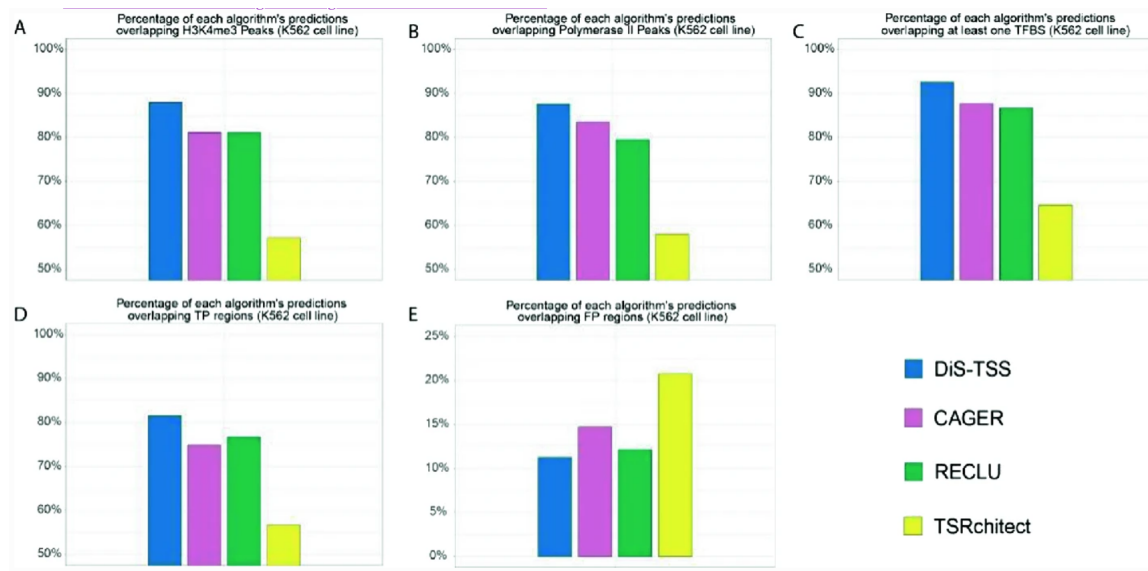 A
Percentage of each algorithm's predictions
overlapping H3K4me3 Peaks (K562 cell line)
100%
90%
80%
70%
60%
50%
B
Percentage of each algorithm's predictions
overlapping Polymerase II Peaks (K562 cell line)
100%
90%
80%
70%
60%
50%
C
Percentage of each algorithm's predictions
overlapping at least one TFBS (K562 cell line)
100%
90%
80%
70%
60%
50%
D
Percentage of each algorithm's predictions
overlapping TP regions (K562 cell line)
100%
90%
80%
70%
60%
50%
E
Percentage of each algorithm's predictions
overlapping FP regions (K562 cell line)
25%
20%
15%
10%
5%
0%
DiS-TSS
CAGER
RECLU
TSRchitect